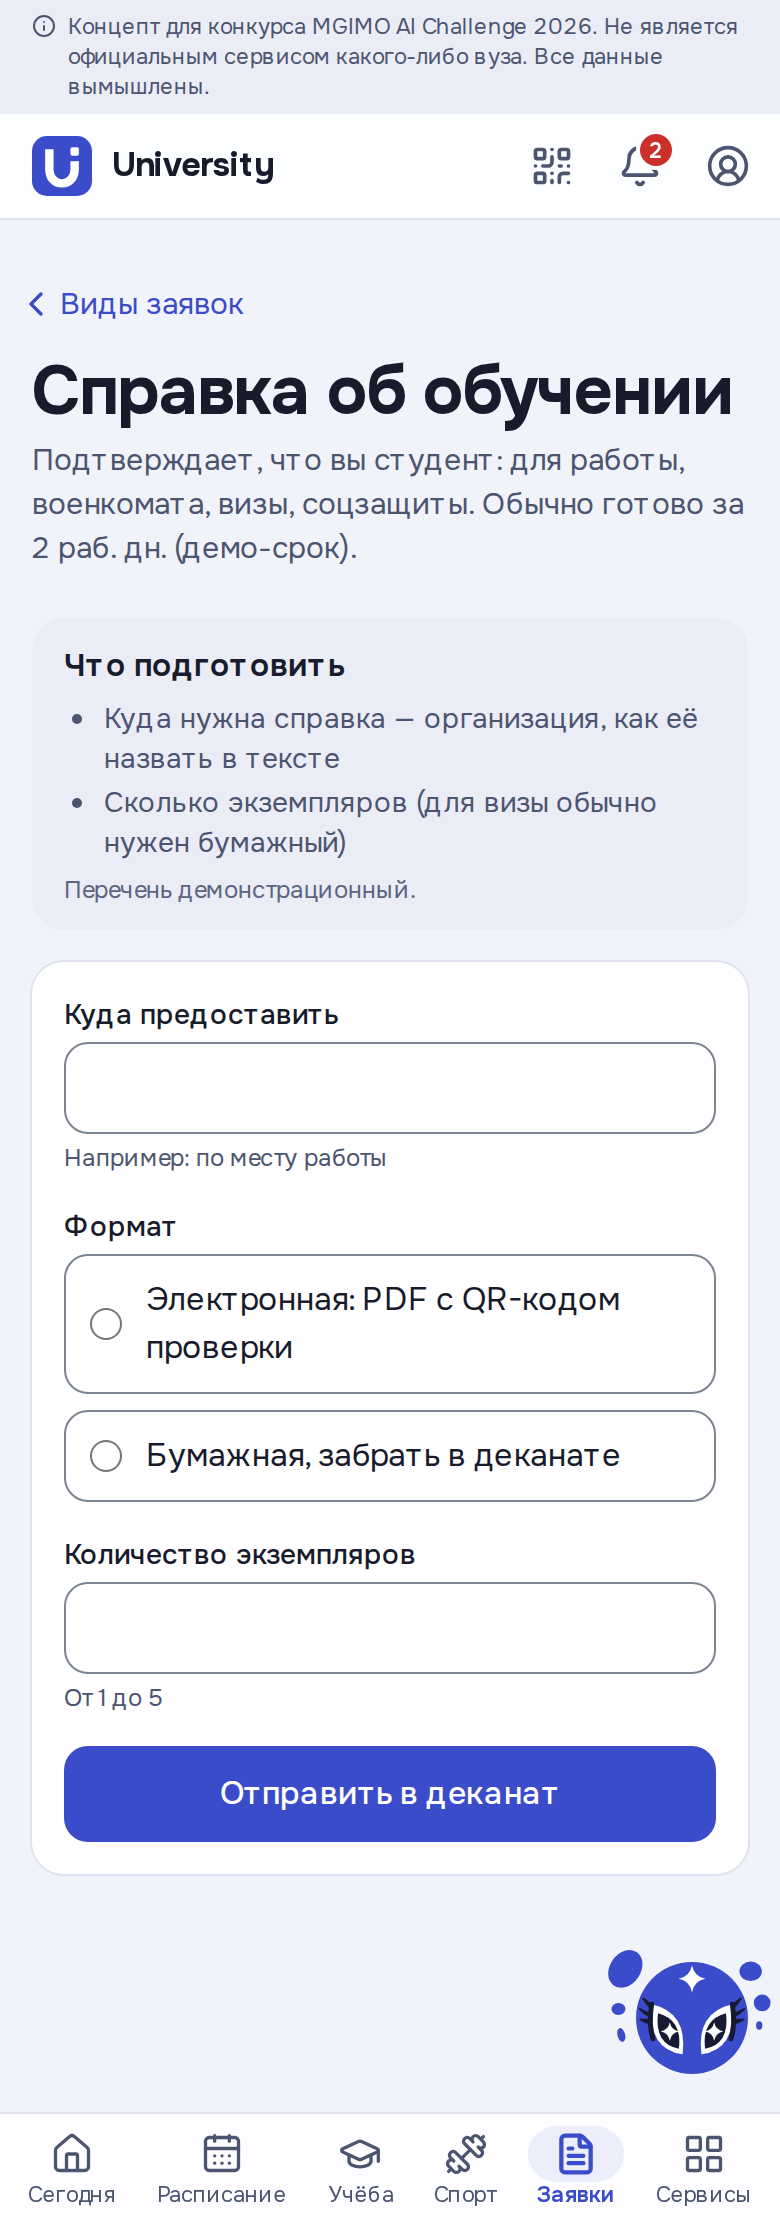 Концепт для конкурса MGIMO AI Challenge 2026. Не является
официальным сервисом какого-либо вуза. Все данные
вымышлены.
University
2
Виды заявок
Справка об обучении
Подтверждает, что вы студент: для работы,
военкомата, визы, соцзащиты. Обычно готово за
2 раб. дн. (демо-срок).
Что подготовить
Куда нужна справка — организация, как её
назвать в тексте
Сколько экземпляров (для визы обычно
нужен бумажный)
Перечень демонстрационный.
Куда предоставить
Например: по месту работы
Формат
Электронная: PDF с QR-кодом
проверки
Бумажная, забрать в деканате
Количество экземпляров
От 1 до 5
Отправить в деканат
Сегодня Расписание Учёба Спорт Заявки Сервисы